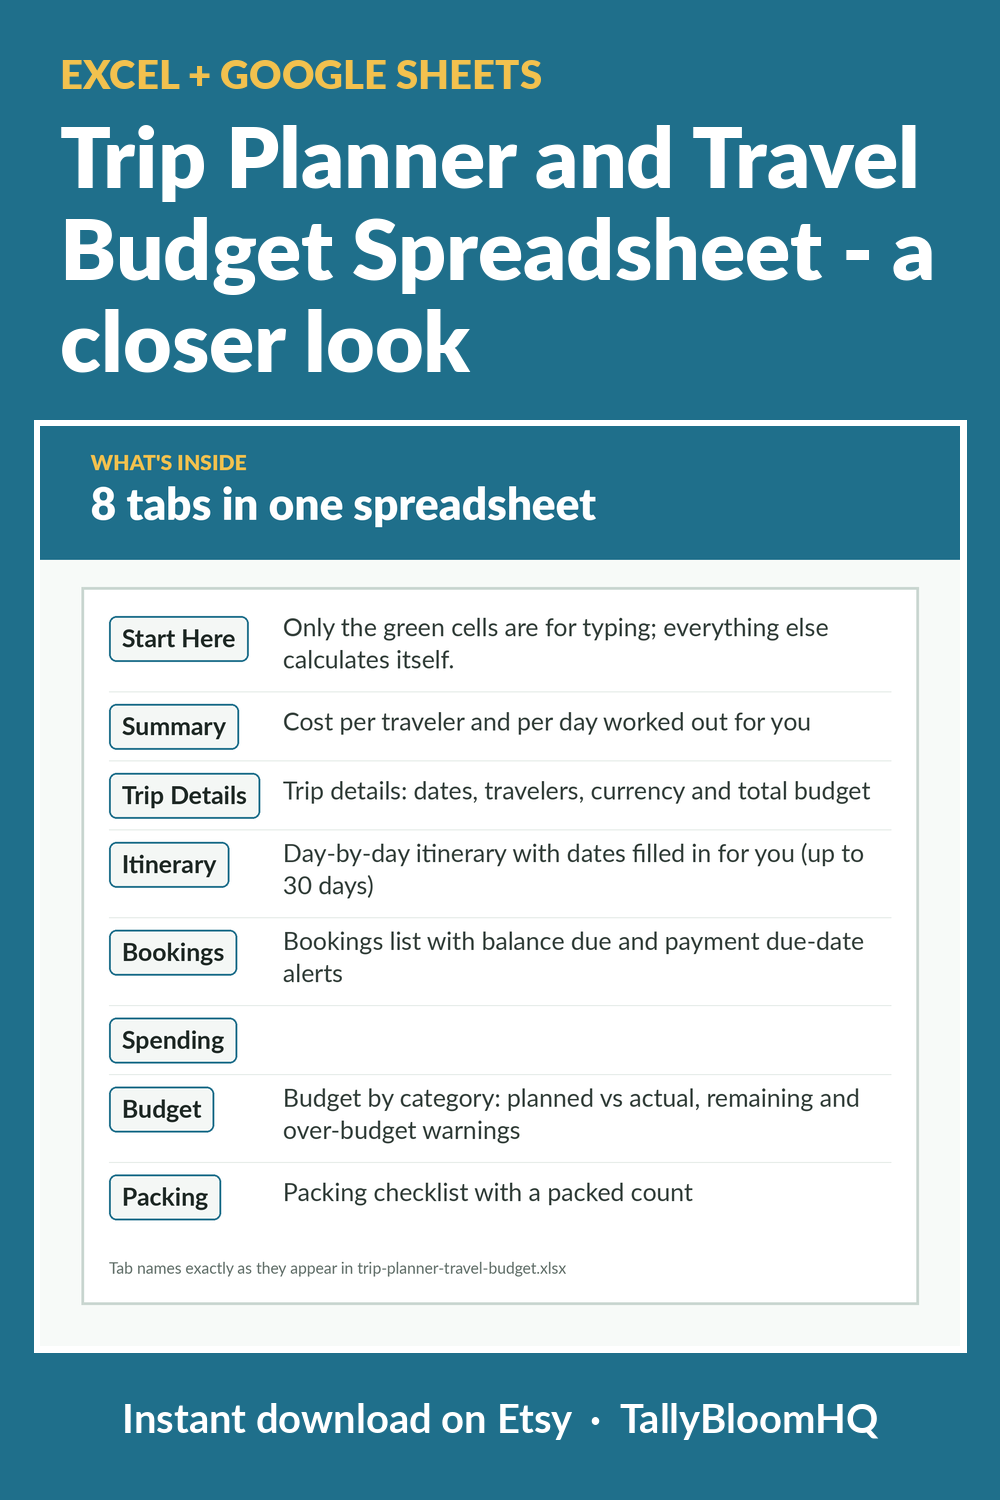 EXCEL + GOOGLE SHEETS
Trip Planner and Travel
Budget Spreadsheet - a
closer look
WHAT'S INSIDE
8 tabs in one spreadsheet
Start Here
Only the green cells are for typing; everything else
calculates itself.
Summary
Cost per traveler and per day worked out for you
Trip Details
Trip details: dates, travelers, currency and total budget
Itinerary
Day-by-day itinerary with dates filled in for you (up to
30 days)
Bookings
Bookings list with balance due and payment due-date
alerts
Spending
Budget
Budget by category: planned vs actual, remaining and
over-budget warnings
Packing
Packing checklist with a packed count
Tab names exactly as they appear in trip-planner-travel-budget.xlsx
Instant download on Etsy · TallyBloomHQ